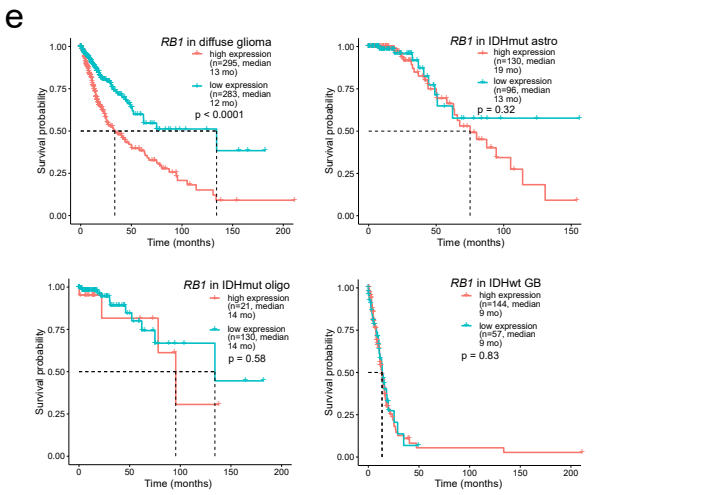 e
RB1 in diffuse glioma
high expression
(n=295, median
13 mo)
low expression
(n=283, median
12 mo)
p < 0.0001
Survival probability
1.00
0.75
0.50
0.25
0.00
0
50
100
150
200
Time (months)
RB1 in IDHmut astro
high expression
(n=130, median
19 mo)
low expression
(n=96, median
13 mo)
p = 0.32
Survival probability
1.00
0.75
0.50
0.25
0.00
0
50
100
150
Time (months)
RB1 in IDHmut oligo
high expression
(n=21, median
14 mo)
low expression
(n=130, median
14 mo)
p = 0.58
Survival probability
1.00
0.75
0.50
0.25
0.00
0
50
100
150
200
Time (months)
RB1 in IDHwt GB
high expression
(n=144, median
9 mo)
low expression
(n=57, median
9 mo)
p = 0.83
Survival probability
1.00
0.75
0.50
0.25
0.00
0
50
100
150
200
Time (months)